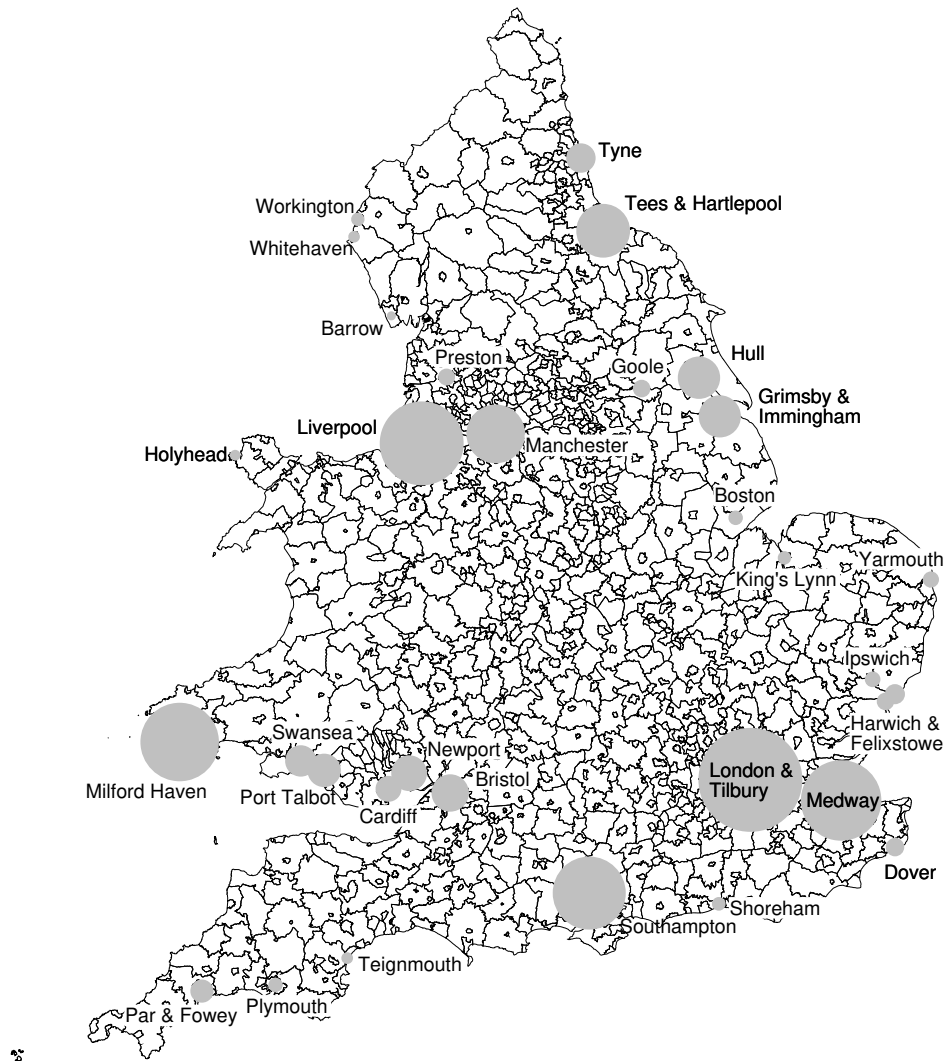 Tyne
Tees & Hartlepool
Workington
Whitehaven
Barrow
Preston
Goole
Hull
Grimsby &
Immingham
Liverpool
Manchester
Holyhead
Boston
King's Lynn
Yarmouth
Ipswich
Harwich &
Felixstowe
Swansea
Newport
Milford Haven
Port Talbot
Bristol
Cardiff
London &
Tilbury
Medway
Dover
Shoreham
Southampton
Teignmouth
Plymouth
Par & Fowey